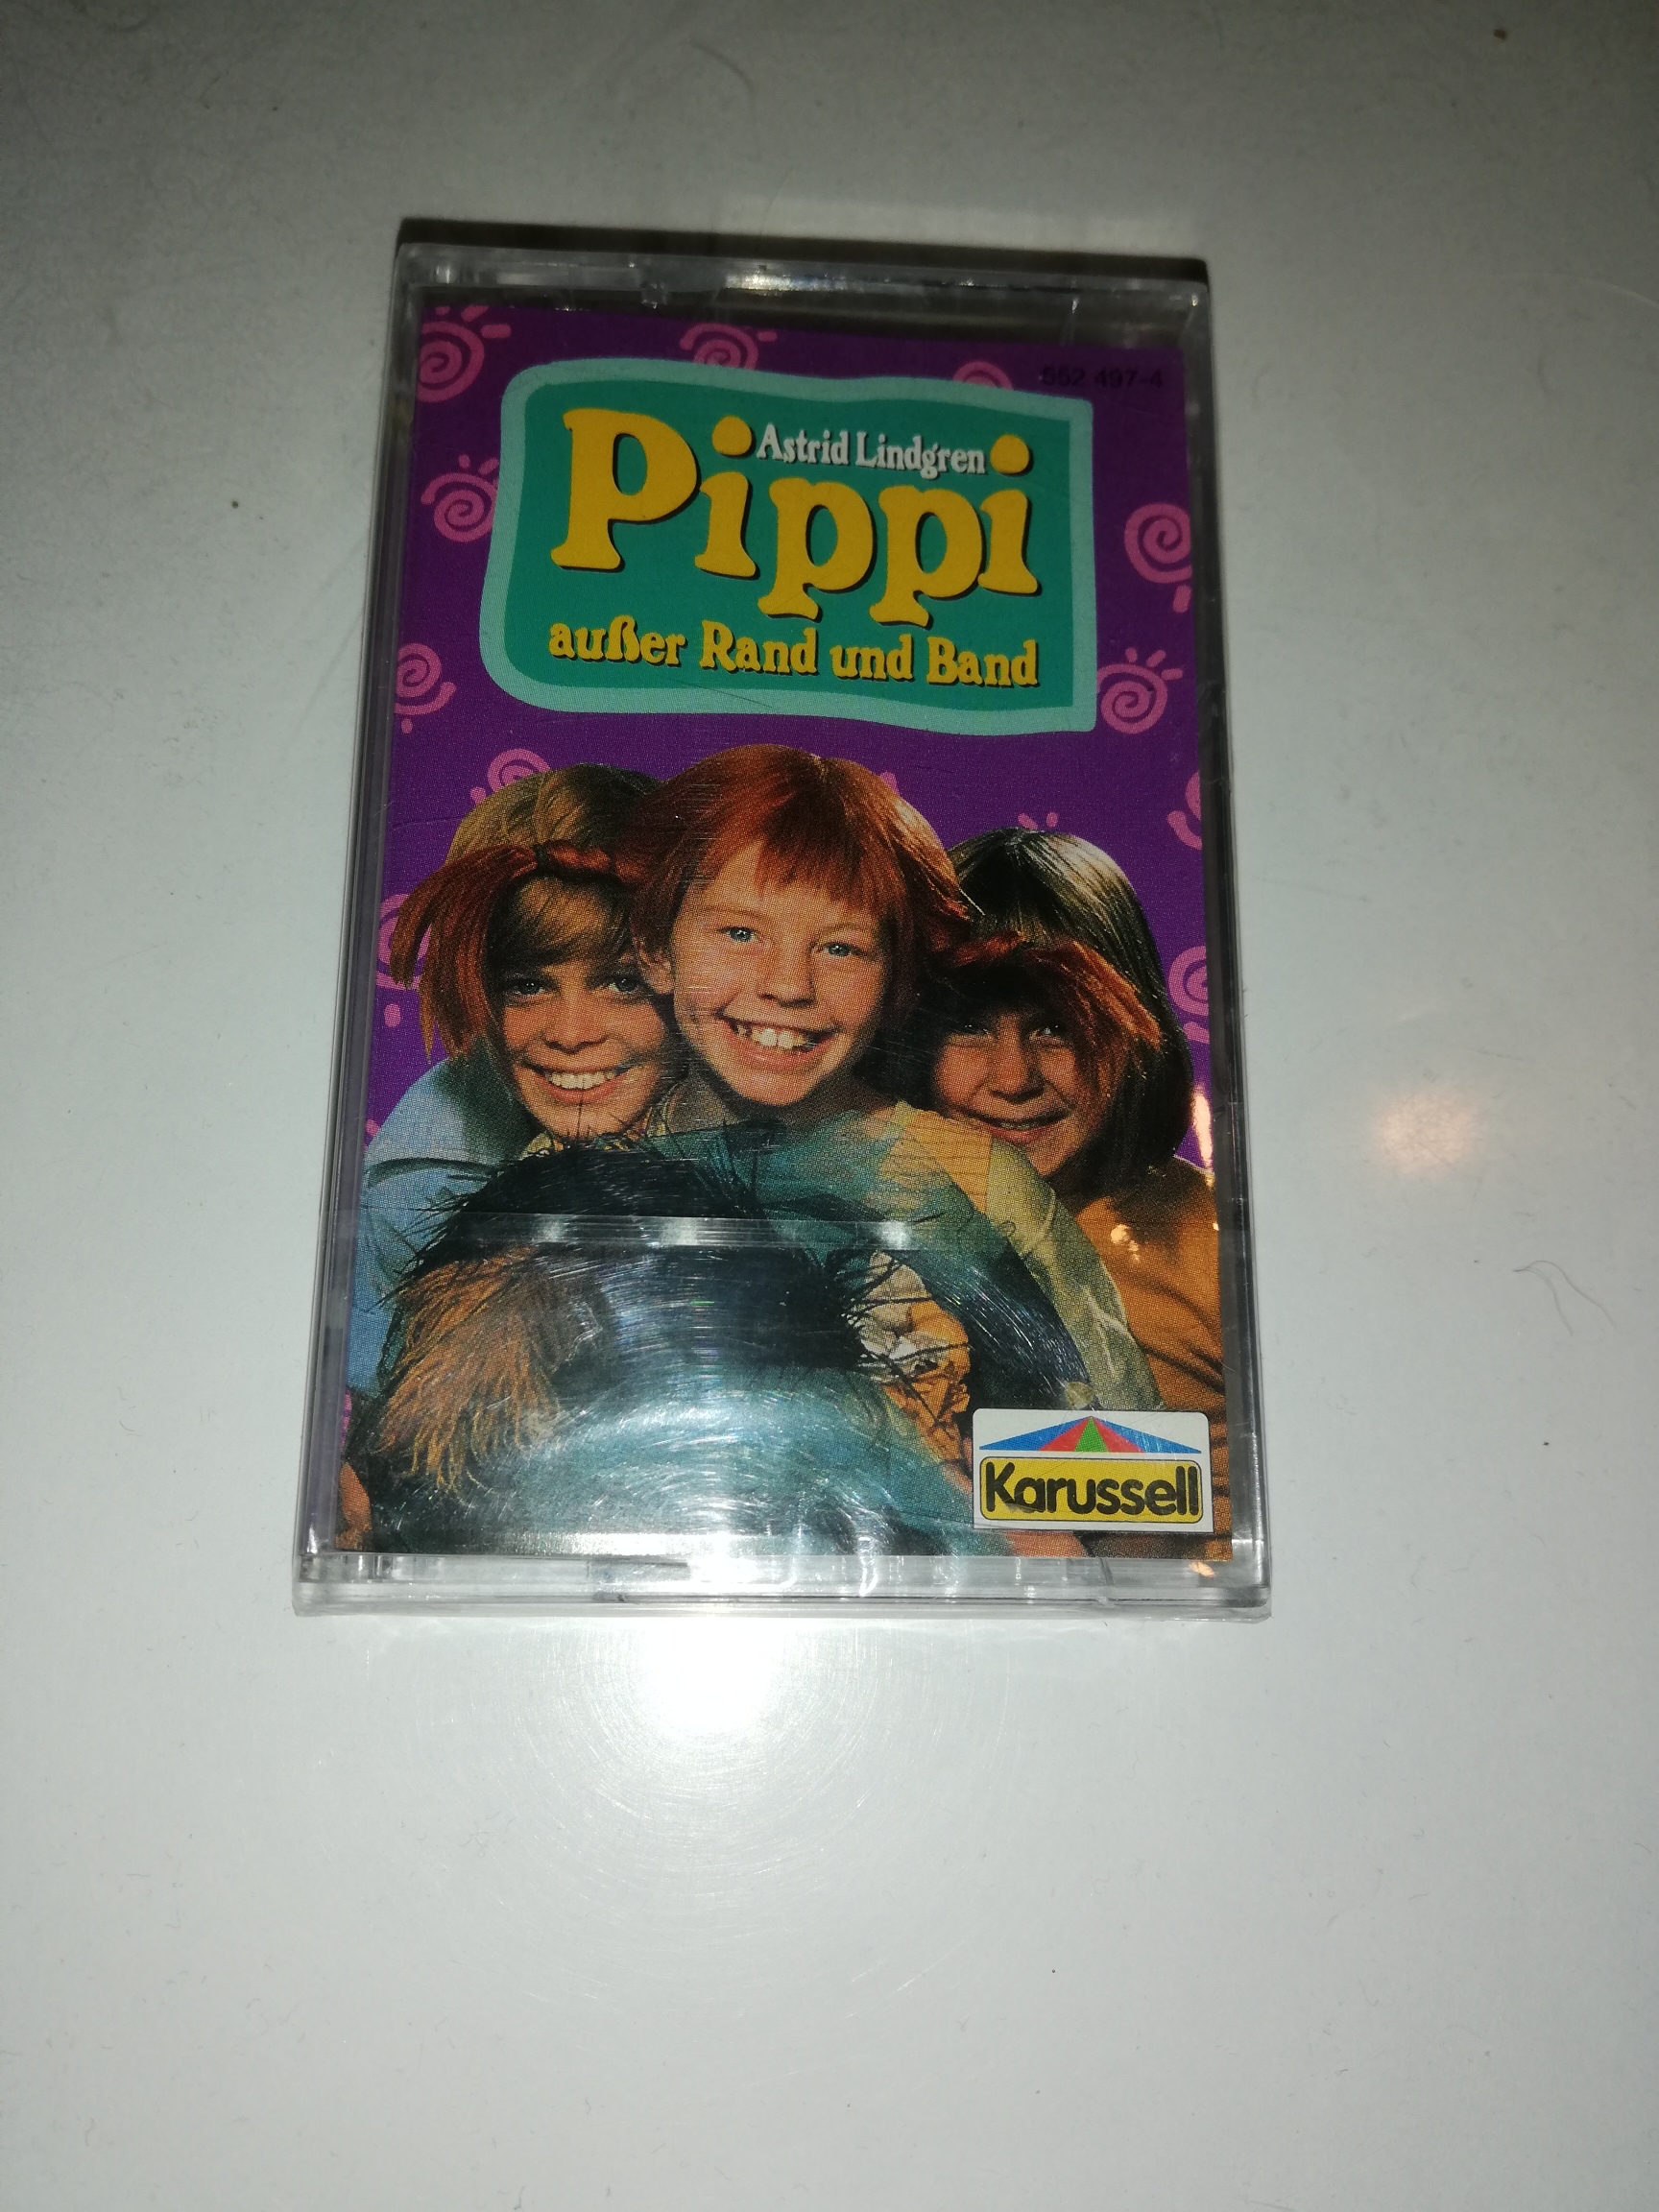 552 497-4
Astrid Lindgren
Pippi
außer Rand und Band
Karussell